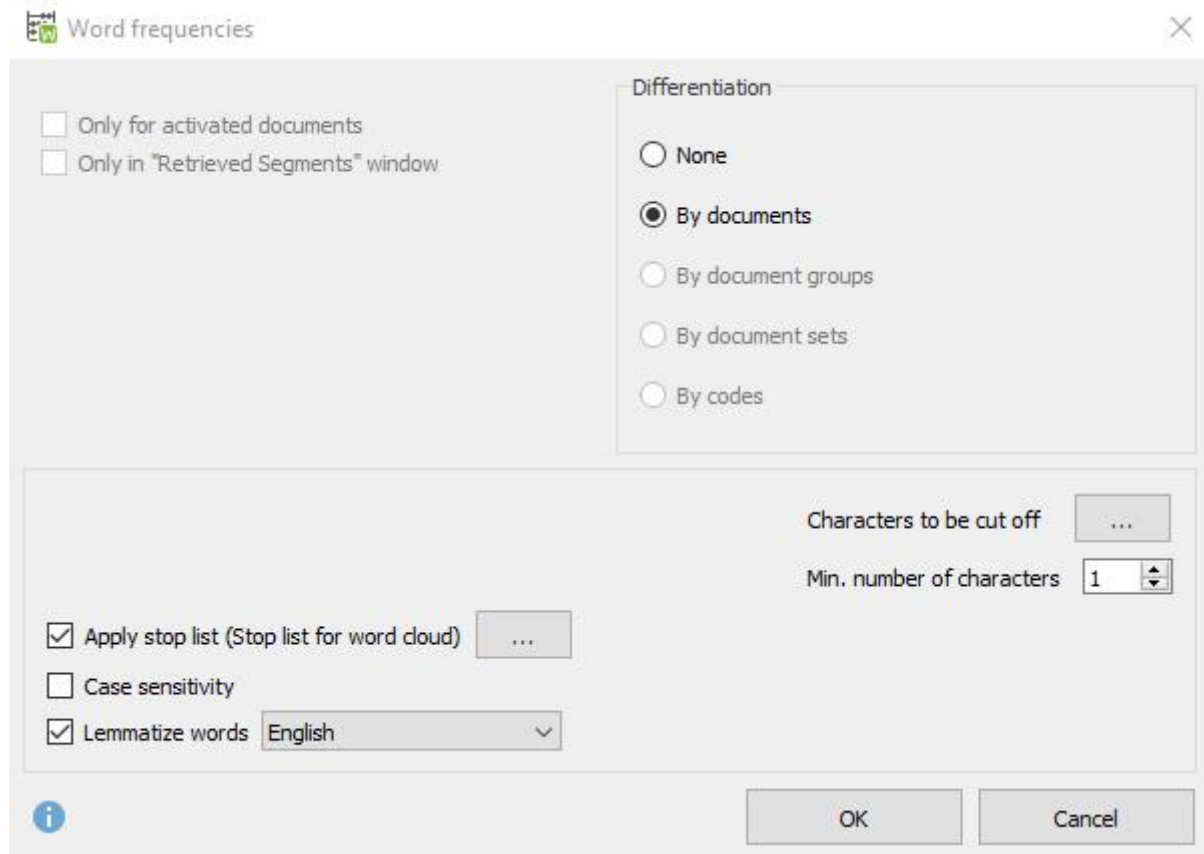 Word frequencies
Differentiation
Only for activated documents
Only in "Retrieved Segments" window
None
By documents
By document groups
By document sets
By codes
Characters to be cut off ...
Min. number of characters 1
Apply stop list (Stop list for word cloud) ...
Case sensitivity
Lemmatize words English
OK Cancel